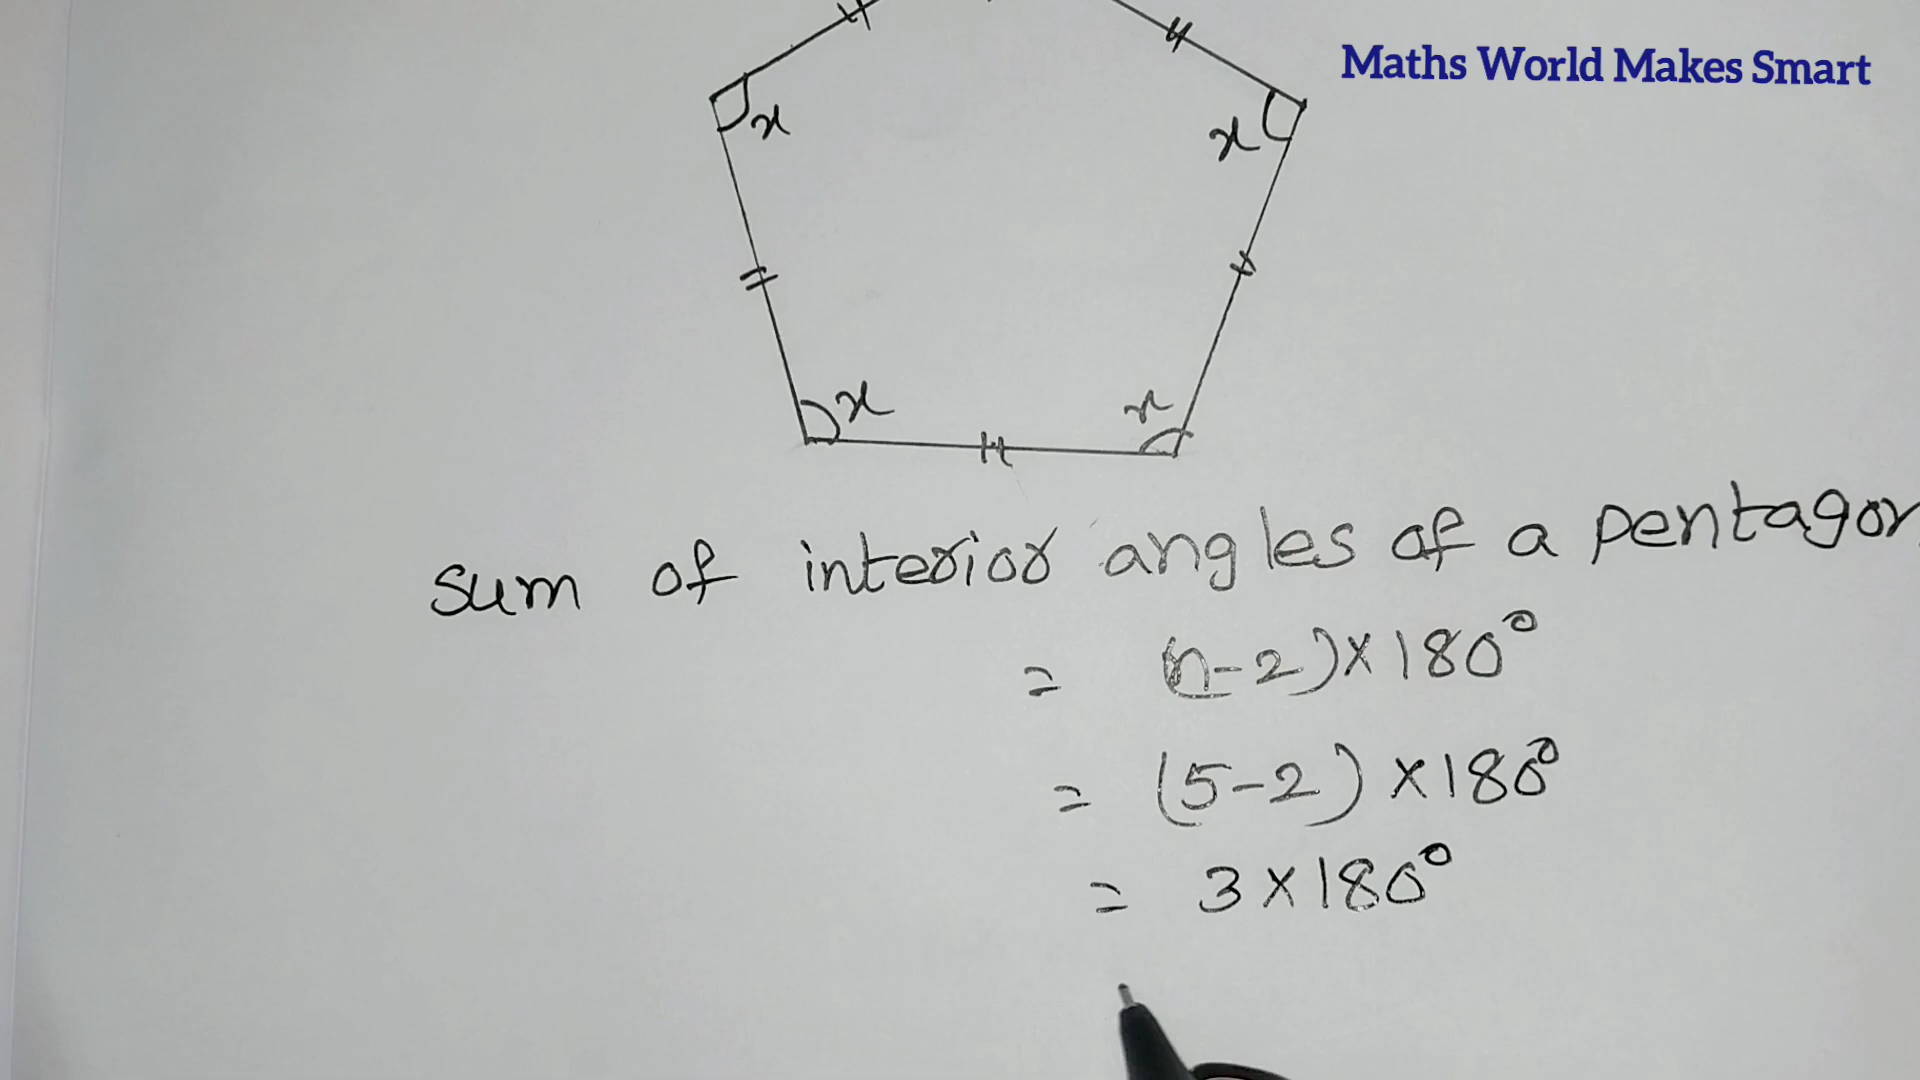 Maths World Makes Smart
x
x
x
x
sum of interior angles of a pentagon
= (n-2)×180°
= (5-2)×180°
= 3×180°